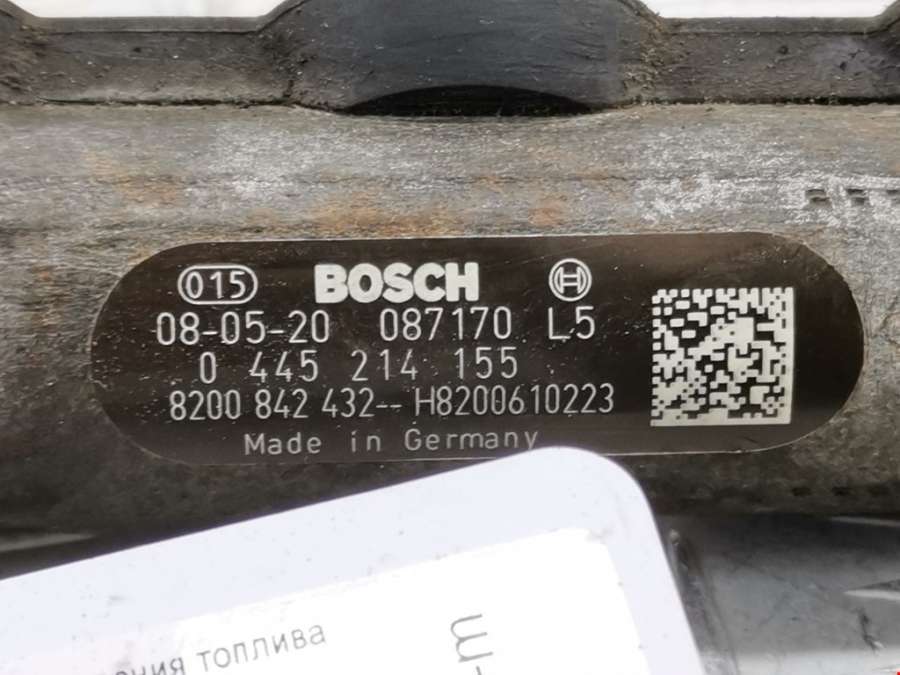 015 BOSCH H
08-05-20 087170 L5
0 445 214 155
8200 842 432-- H8200610223
Made in Germany
топлива